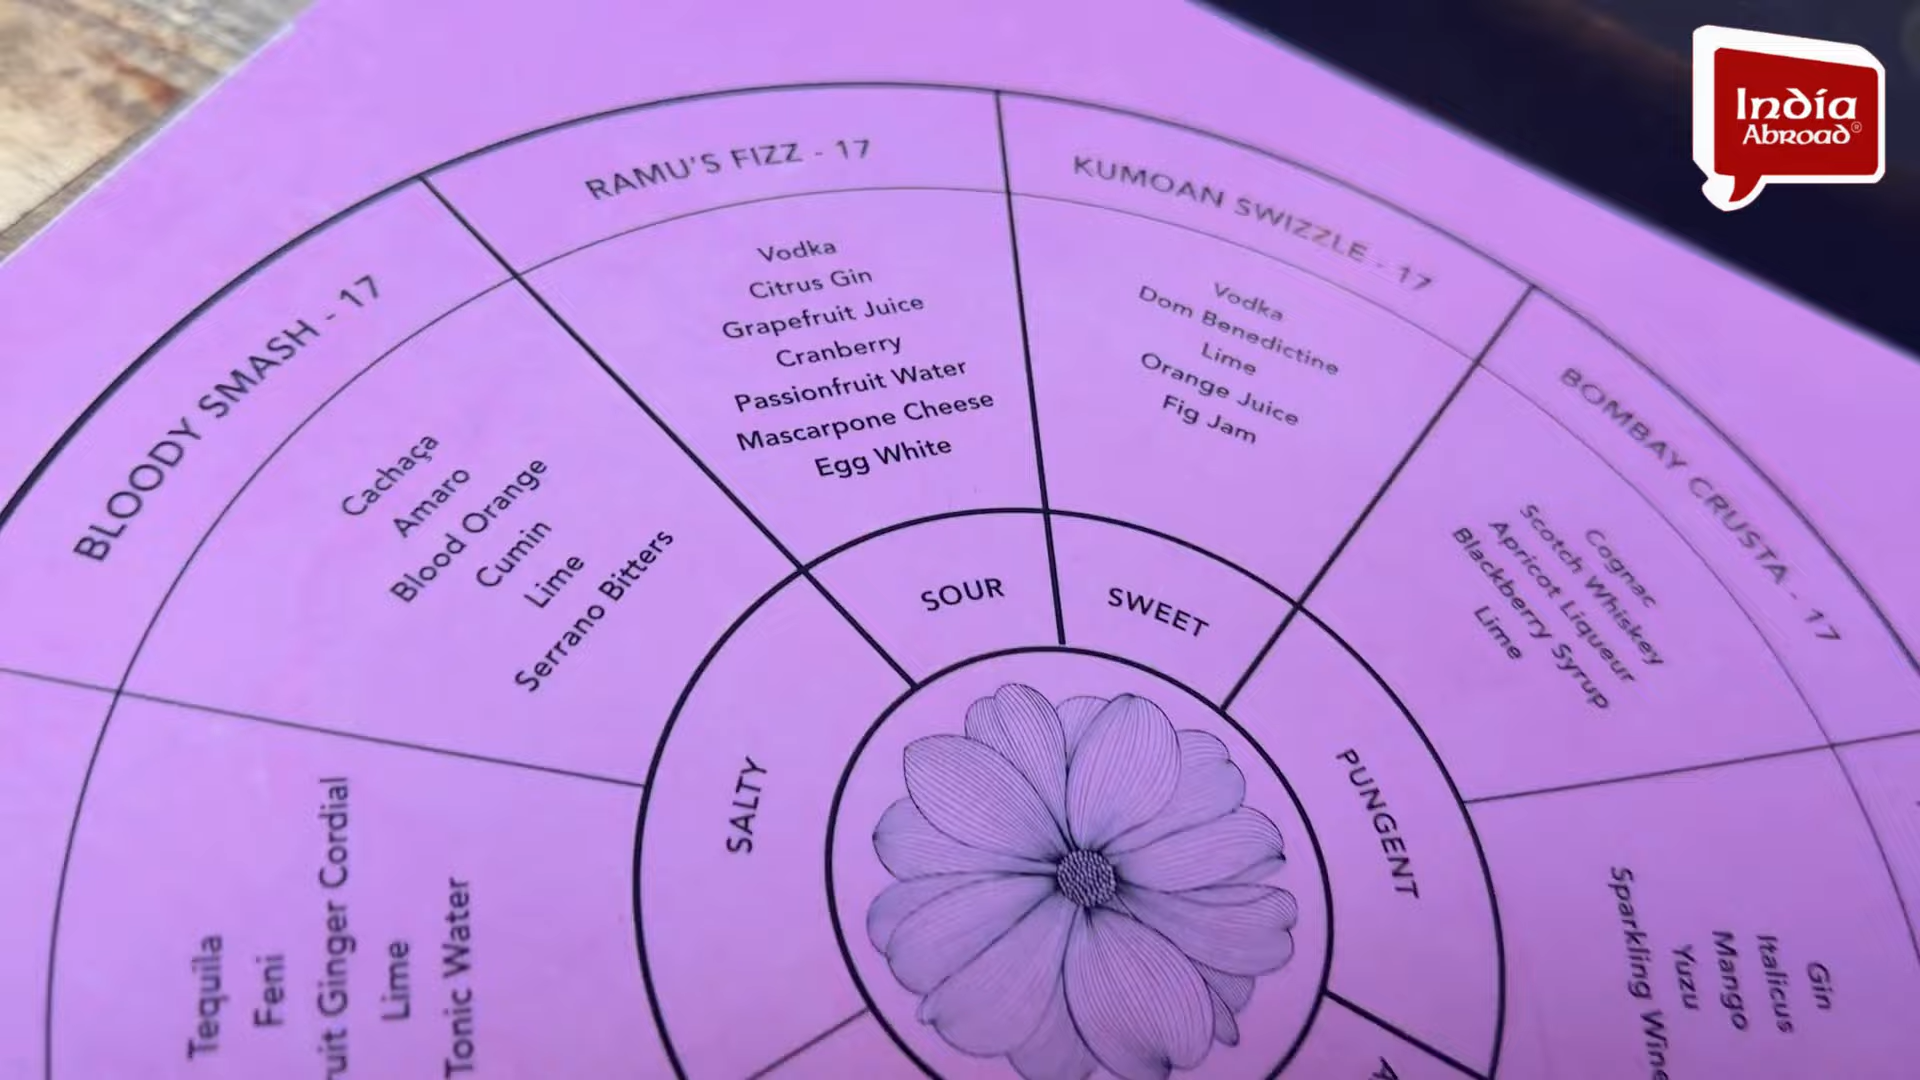 India
Abroad®
BLOODY SMASH - 17
Cachaça
Amaro
Blood Orange
Cumin
Lime
Serrano Bitters
RAMU'S FIZZ - 17
Vodka
Citrus Gin
Grapefruit Juice
Cranberry
Passionfruit Water
Mascarpone Cheese
Egg White
KUMOAN SWIZZLE - 17
Vodka
Dom Benedictine
Lime
Orange Juice
Fig Jam
BOMBAY CRUSTA - 17
Cognac
Scotch Whiskey
Apricot Liqueur
Blackberry Syrup
Lime
SALTY
SOUR
SWEET
PUNGENT
Tequila
Feni
Ginger Cordial
Lime
Tonic Water
Gin
Italicus
Mango
Yuzu
Sparkling Wine